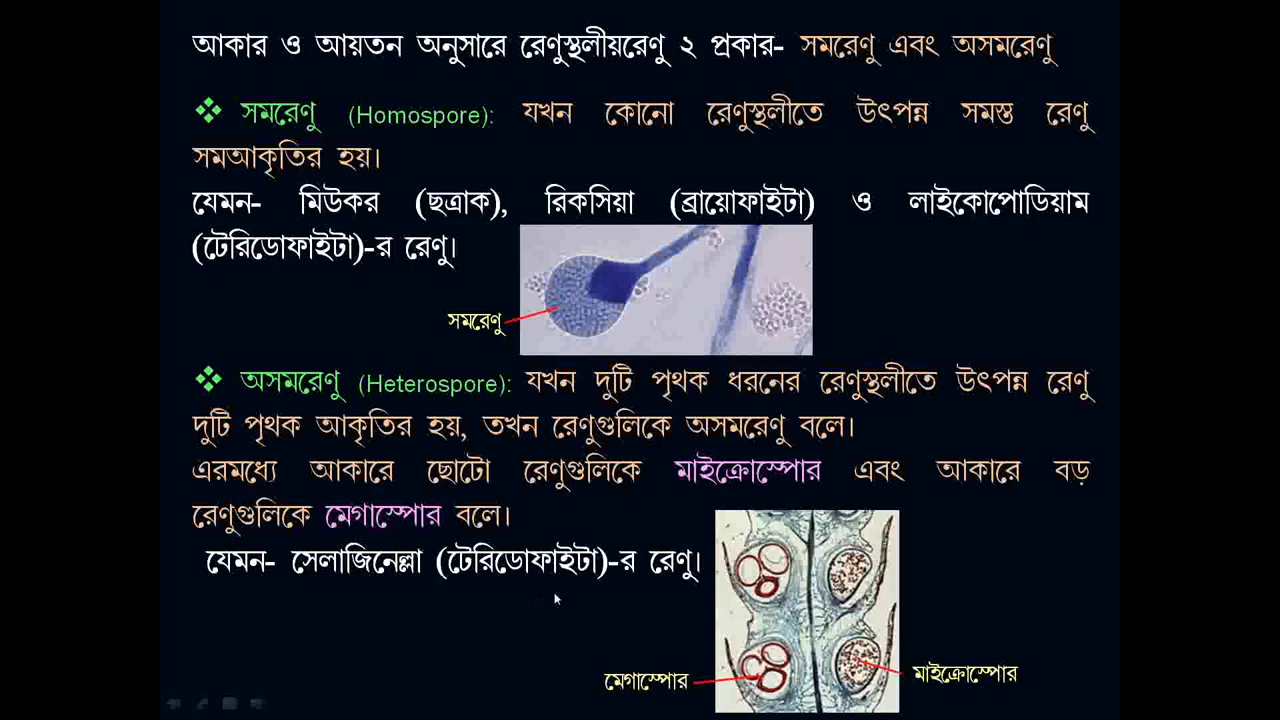 আকার ও আয়তন অনুসারে রেণুস্থলীয়রেণু ২ প্রকার- সমরেণু এবং অসমরেণু
❖ সমরেণু (Homospore): যখন কোনো রেণুস্থলীতে উৎপন্ন সমস্ত রেণু
সমআকৃতির হয়।
যেমন- মিউকর (ছত্রাক), রিকসিয়া (ব্রায়োফাইটা) ও লাইকোপোডিয়াম
(টেরিডোফাইটা)-র রেণু।
সমরেণু
❖ অসমরেণু (Heterospore): যখন দুটি পৃথক ধরনের রেণুস্থলীতে উৎপন্ন রেণু
দুটি পৃথক আকৃতির হয়, তখন রেণুগুলিকে অসমরেণু বলে।
এরমধ্যে আকারে ছোটো রেণুগুলিকে মাইক্রোস্পোর এবং আকারে বড়
রেণুগুলিকে মেগাস্পোর বলে।
যেমন- সেলাজিনেল্লা (টেরিডোফাইটা)-র রেণু।
মেগাস্পোর
মাইক্রোস্পোর